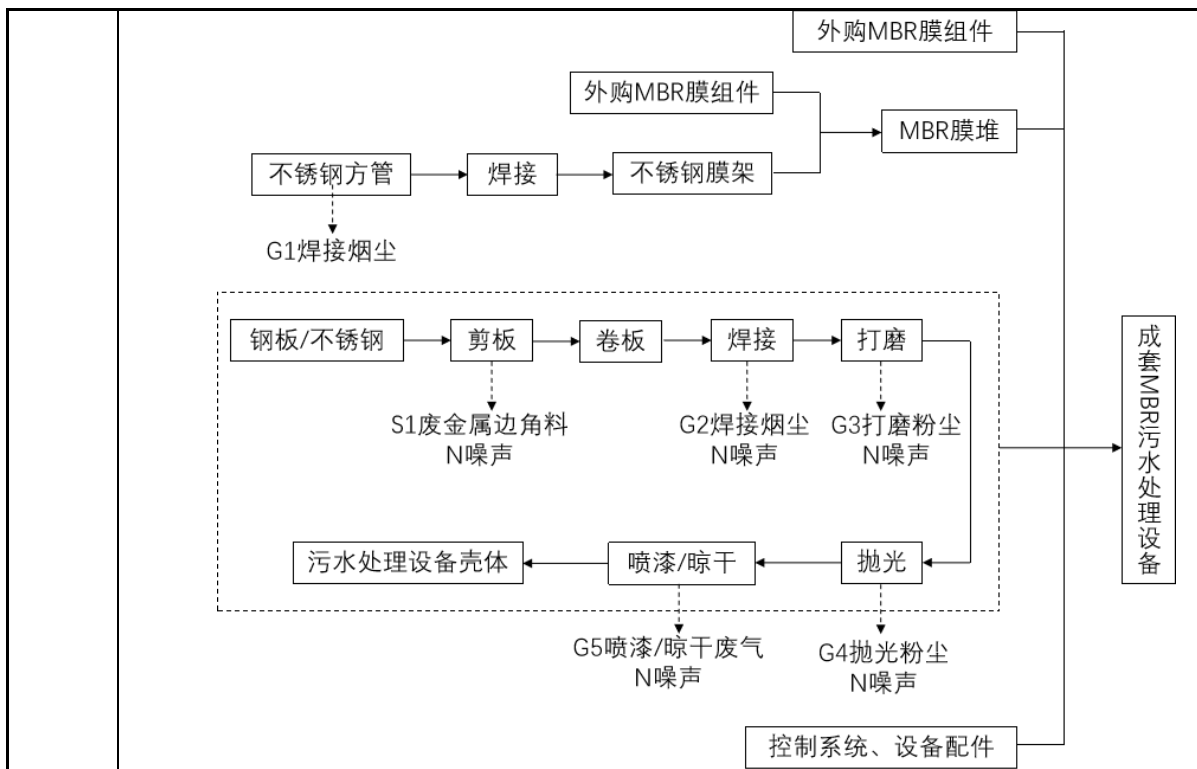 外购MBR膜组件
外购MBR膜组件
MBR膜堆
不锈钢方管
焊接
不锈钢膜架
G1焊接烟尘
钢板/不锈钢
剪板
卷板
焊接
打磨
S1废金属边角料
N噪声
G2焊接烟尘
N噪声
G3打磨粉尘
N噪声
成套MBR污水处理设备
污水处理设备壳体
喷漆/晾干
抛光
G5喷漆/晾干废气
N噪声
G4抛光粉尘
N噪声
控制系统、设备配件